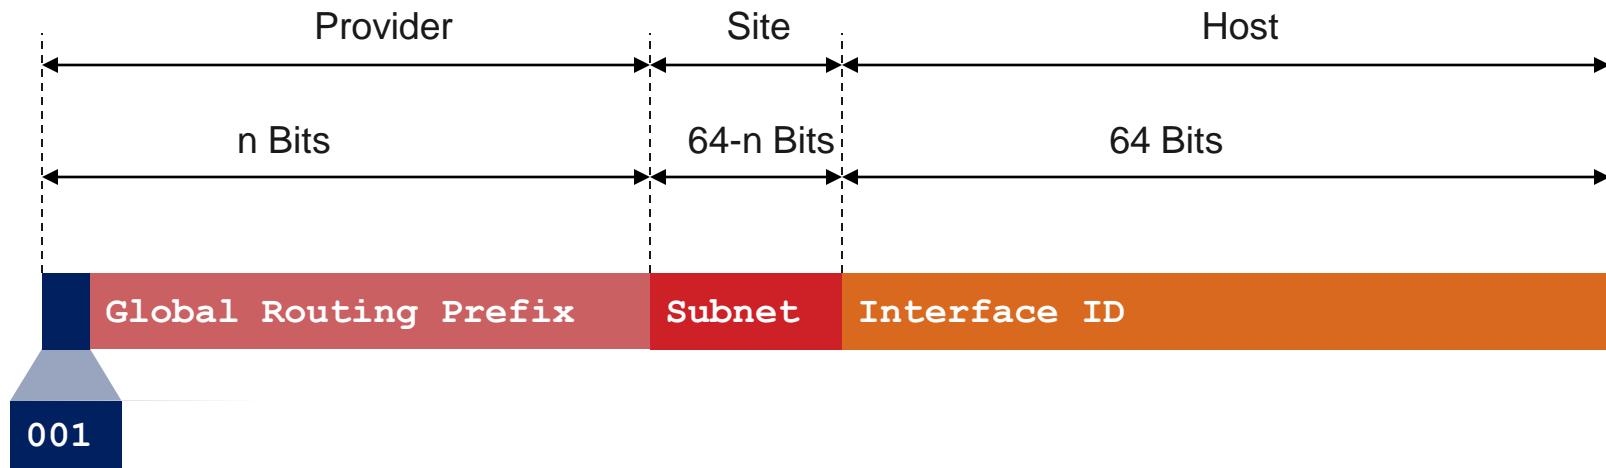 Provider Site Host
n Bits 64-n Bits 64 Bits
Global Routing Prefix Subnet Interface ID
001